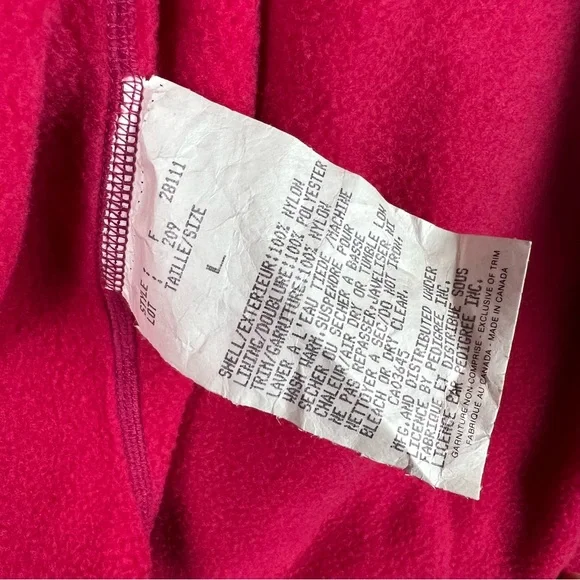 STYLE : F 28111
LOT : 209
TAILLE/SIZE
L
SHELL/EXTERIEUR:100% NYLON
LINING/DOUBLURE:100% POLYESTER
TRIM/GARNITURE:100% NYLON
LAVER A L'EAU TIEDE/MACHINE
WASH WARM SUSPENDRE POUR
SECHER OU SECHER A BASSE
CHALEUR/AIR DRY OR TUMBLE LOW
NE PAS REPASSER, JAVELISER NI
NETTOYER A SEC/DO NOT IRON,
BLEACH OR DRY CLEAN.
CA03695
MFG.AND DISTRIBUTED UNDER
LICENCE BY PEDIGREE INC.
FABRIQUE ET DISTRIBUE SOUS
LICENCE PAR PEDIGREE INC.
GARNITURE NON COMPRISE - EXCLUSIVE OF TRIM
FABRIQUE AU CANADA - MADE IN CANADA